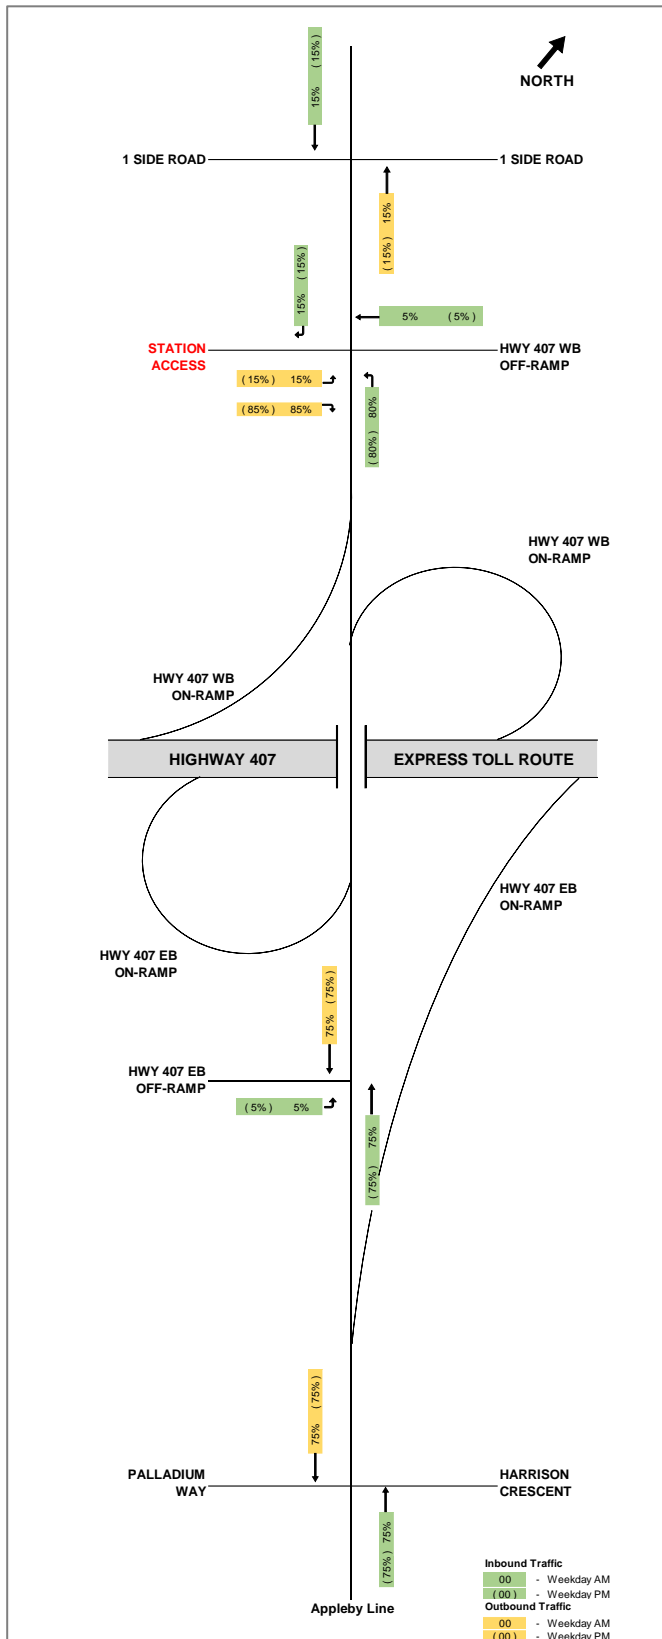 15% (15%)
NORTH
1 SIDE ROAD
1 SIDE ROAD
(15%) 15%
15% (15%)
5% (5%)
STATION
ACCESS
HWY 407 WB
OFF-RAMP
(15%) 15%
(85%) 85%
(80%) 80%
HWY 407 WB
ON-RAMP
HWY 407 WB
ON-RAMP
HIGHWAY 407
EXPRESS TOLL ROUTE
HWY 407 EB
ON-RAMP
HWY 407 EB
ON-RAMP
75% (75%)
HWY 407 EB
OFF-RAMP
(5%) 5%
(75%) 75%
75% (75%)
PALLADIUM
WAY
HARRISON
CRESCENT
(75%) 75%
Appleby Line
Inbound Traffic
00 - Weekday AM
(00) - Weekday PM
Outbound Traffic
00 - Weekday AM
(00) - Weekday PM